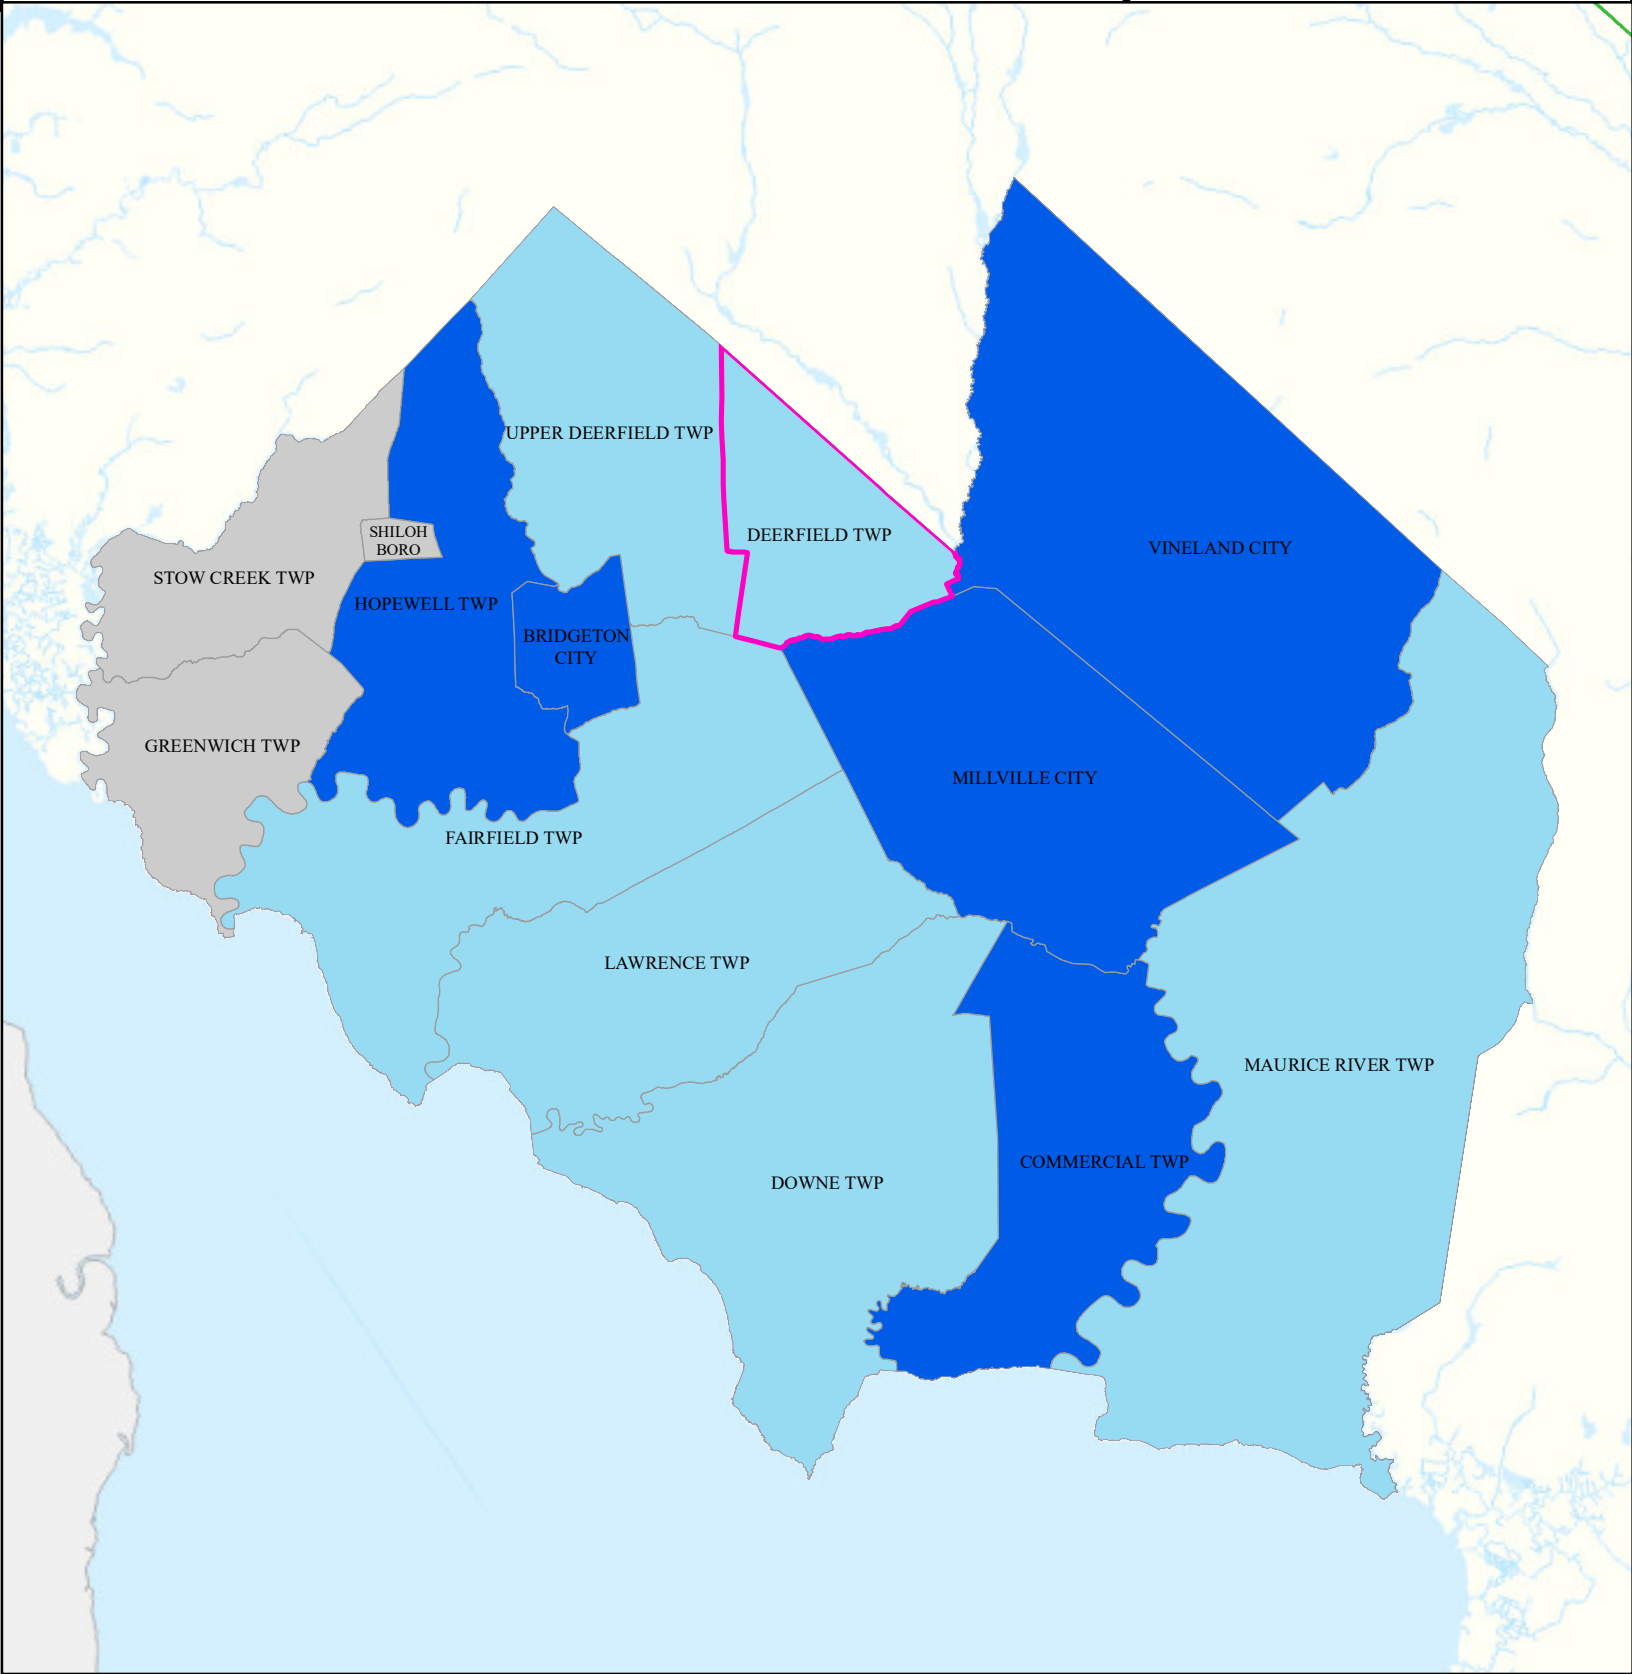 UPPER DEERFIELD TWP
DEERFIELD TWP
VINELAND CITY
SHILOH
BORO
STOW CREEK TWP
HOPEWELL TWP
BRIDGETON
CITY
GREENWICH TWP
MILLVILLE CITY
FAIRFIELD TWP
LAWRENCE TWP
MAURICE RIVER TWP
COMMERCIAL TWP
DOWNE TWP